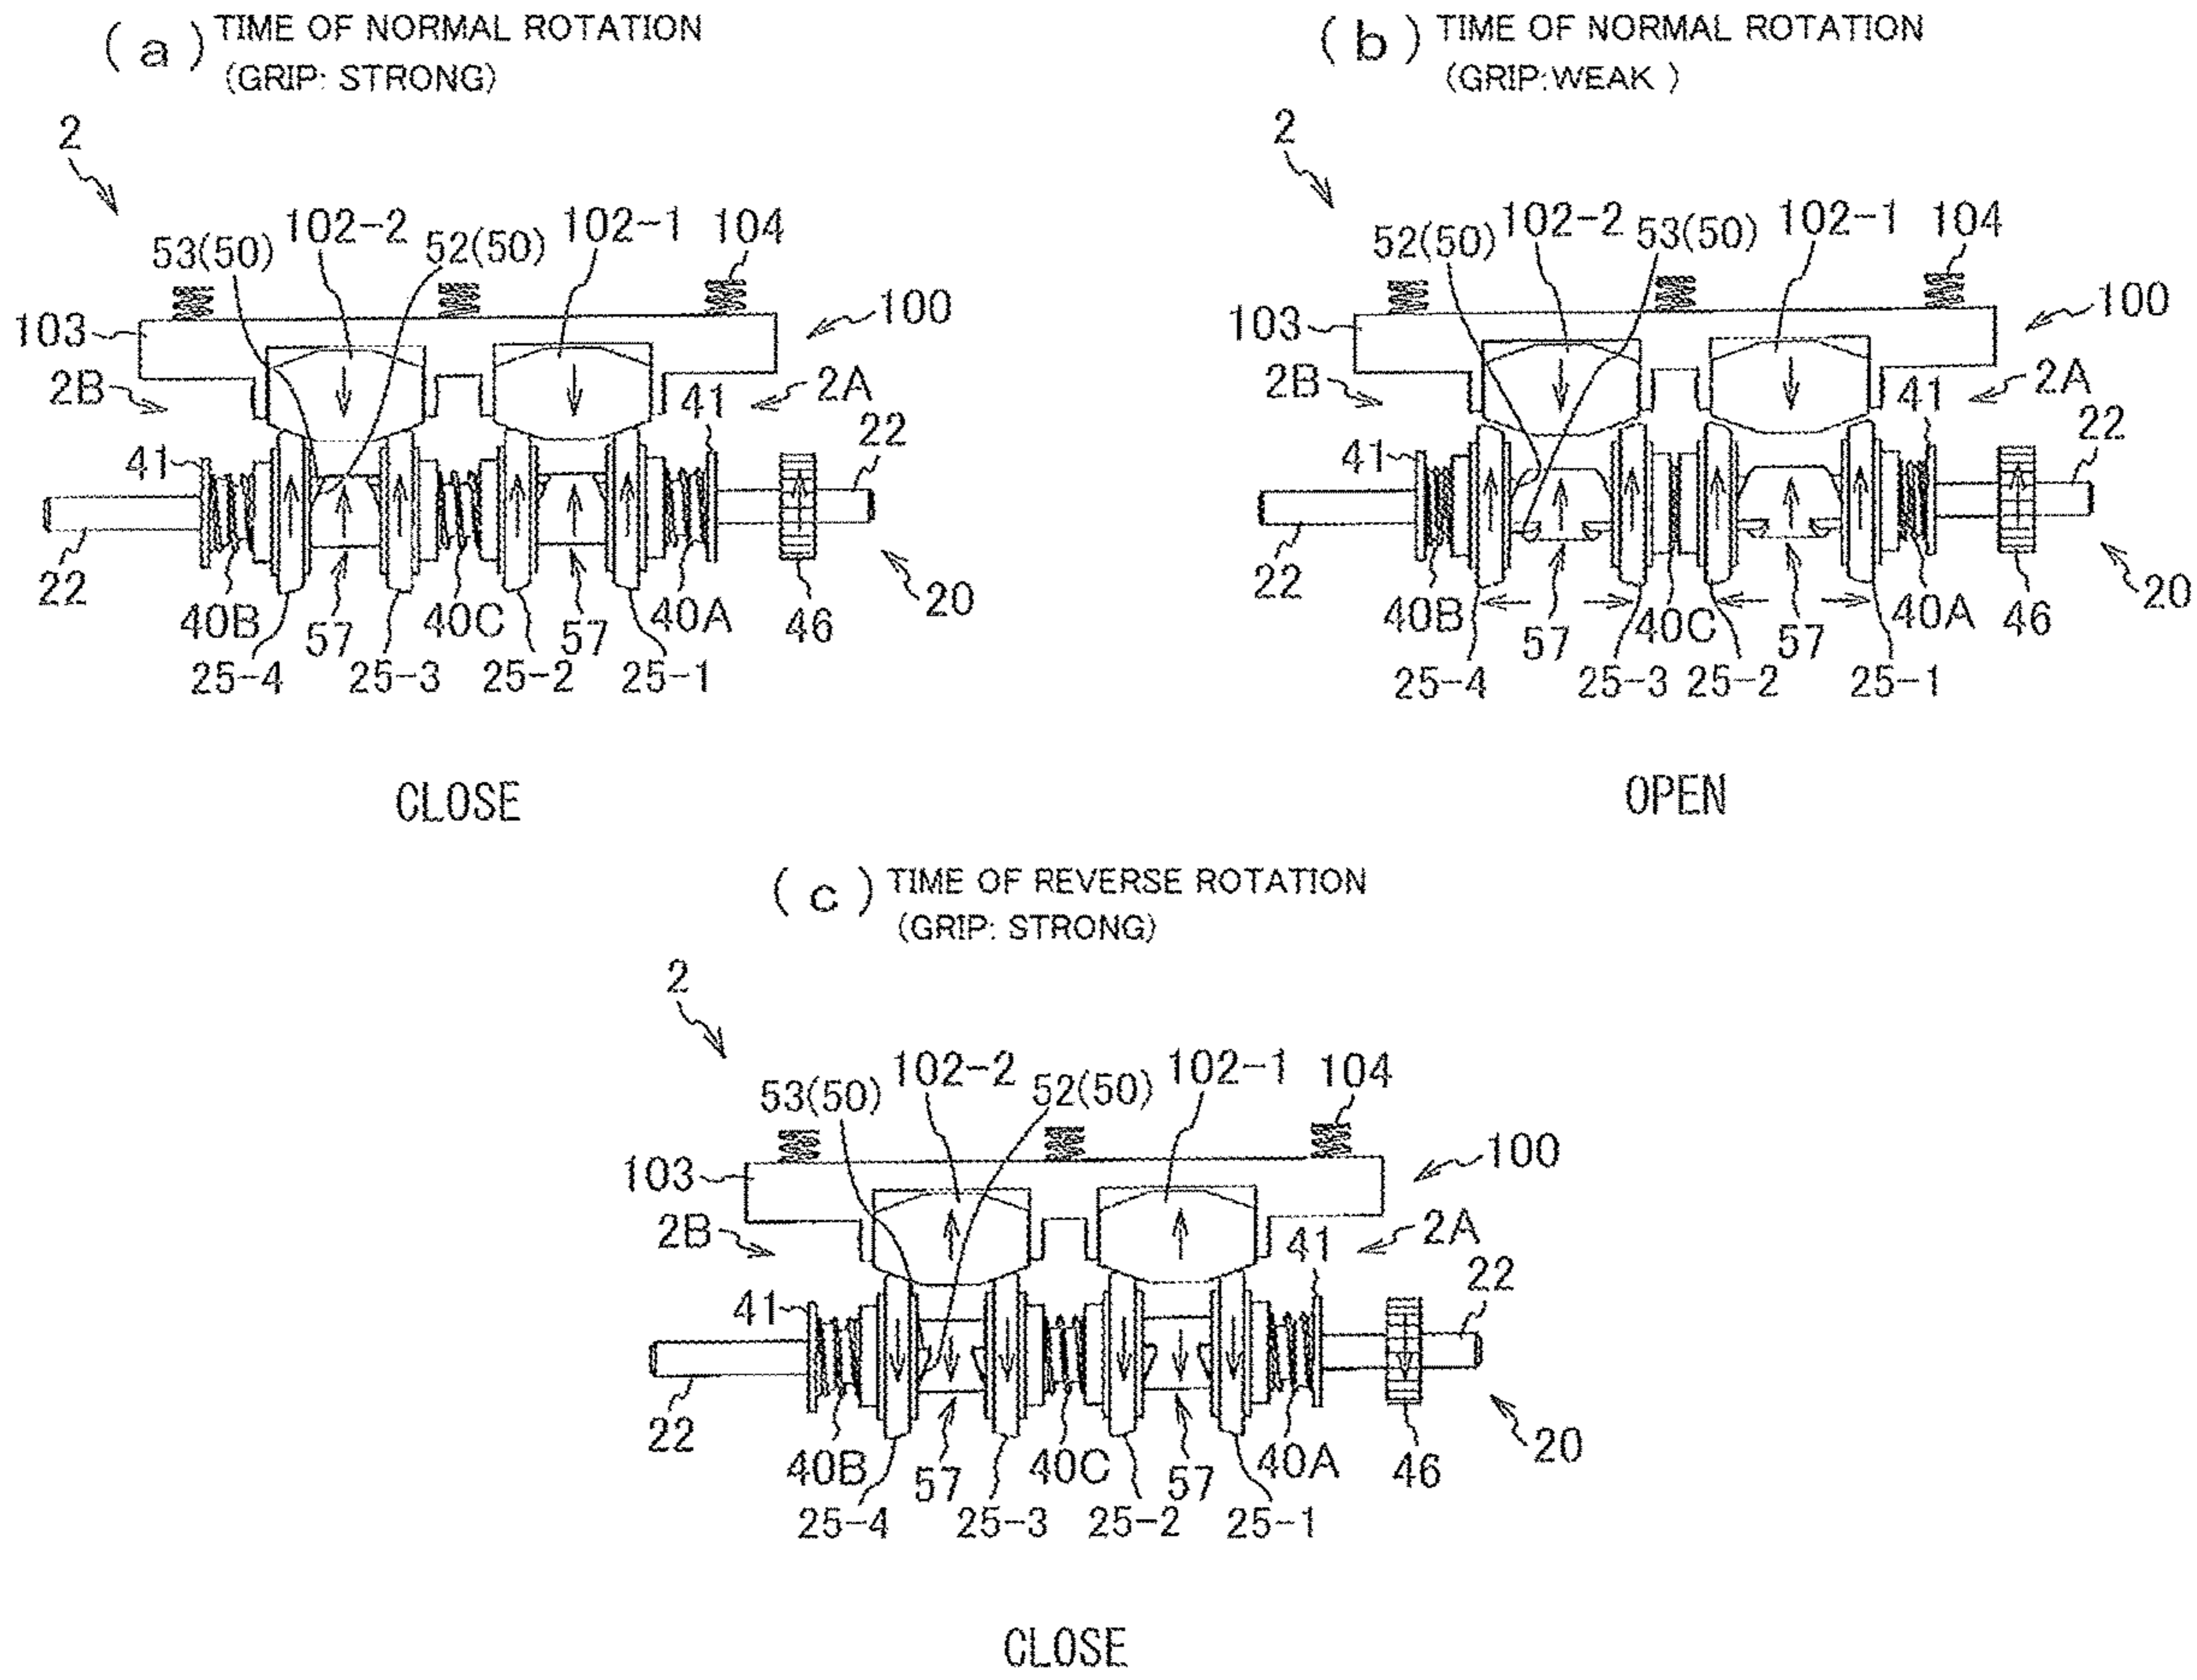 (a) TIME OF NORMAL ROTATION
(GRIP: STRONG)
2
53(50) 102-2 52(50) 102-1 104
103 100
2B 41 2A
41 22
22 40B 57 40C 57 40A 46 20
25-4 25-3 25-2 25-1
CLOSE
(b) TIME OF NORMAL ROTATION
(GRIP:WEAK )
2
52(50) 102-2 53(50) 102-1 104
103 100
2B 41 2A
41 22
22 40B 57 40C 57 40A 46 20
25-4 25-3 25-2 25-1
OPEN
(c) TIME OF REVERSE ROTATION
(GRIP: STRONG)
2
53(50) 102-2 52(50) 102-1 104
103 100
2B 41 2A
41 22
22 40B 57 40C 57 40A 46 20
25-4 25-3 25-2 25-1
CLOSE